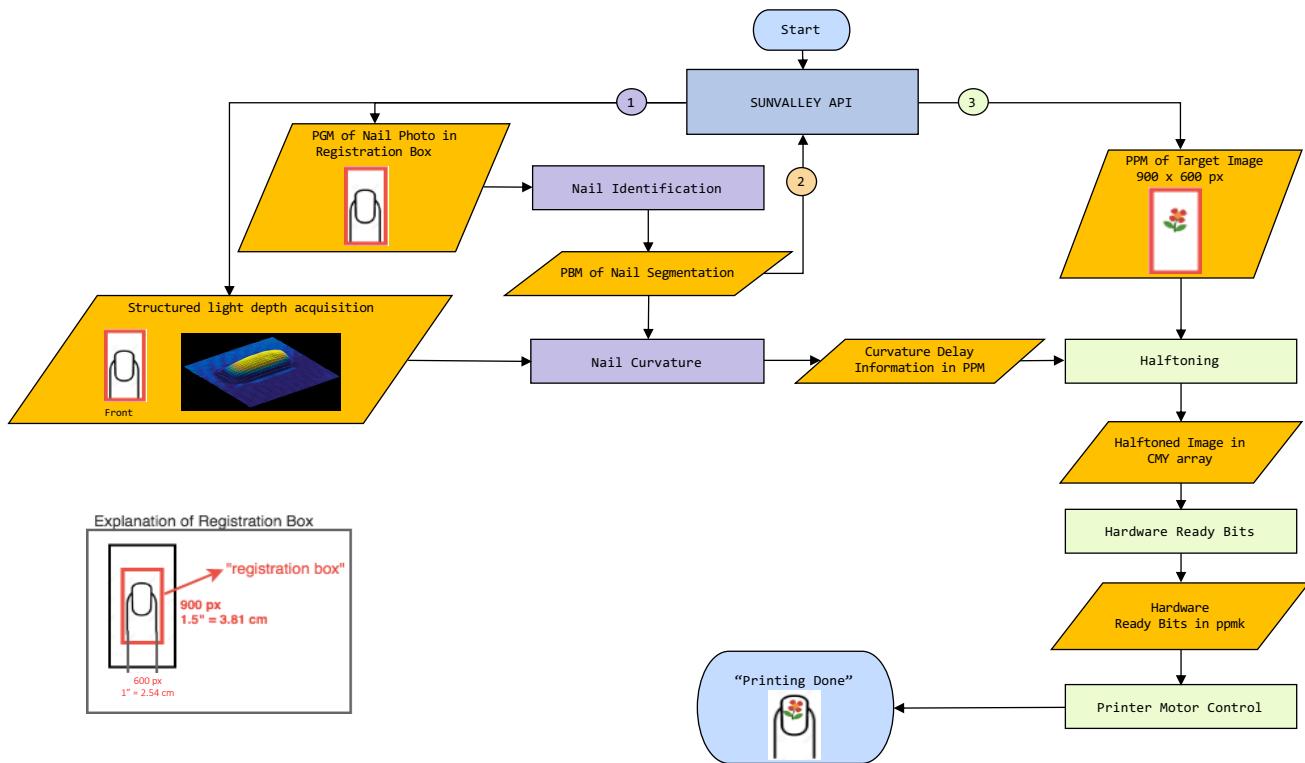 Start
SUNVALLEY API
1
3
PGM of Nail Photo in
Registration Box
Nail Identification
2
PPM of Target Image
900 x 600 px
PBM of Nail Segmentation
Structured light depth acquisition
Front
Nail Curvature
Curvature Delay
Information in PPM
Halftoning
Halftoned Image in
CMY array
Explanation of Registration Box
"registration box"
900 px
1.5" = 3.81 cm
600 px
1” = 2.54 cm
Hardware Ready Bits
Hardware
Ready Bits in ppmk
“Printing Done”
Printer Motor Control